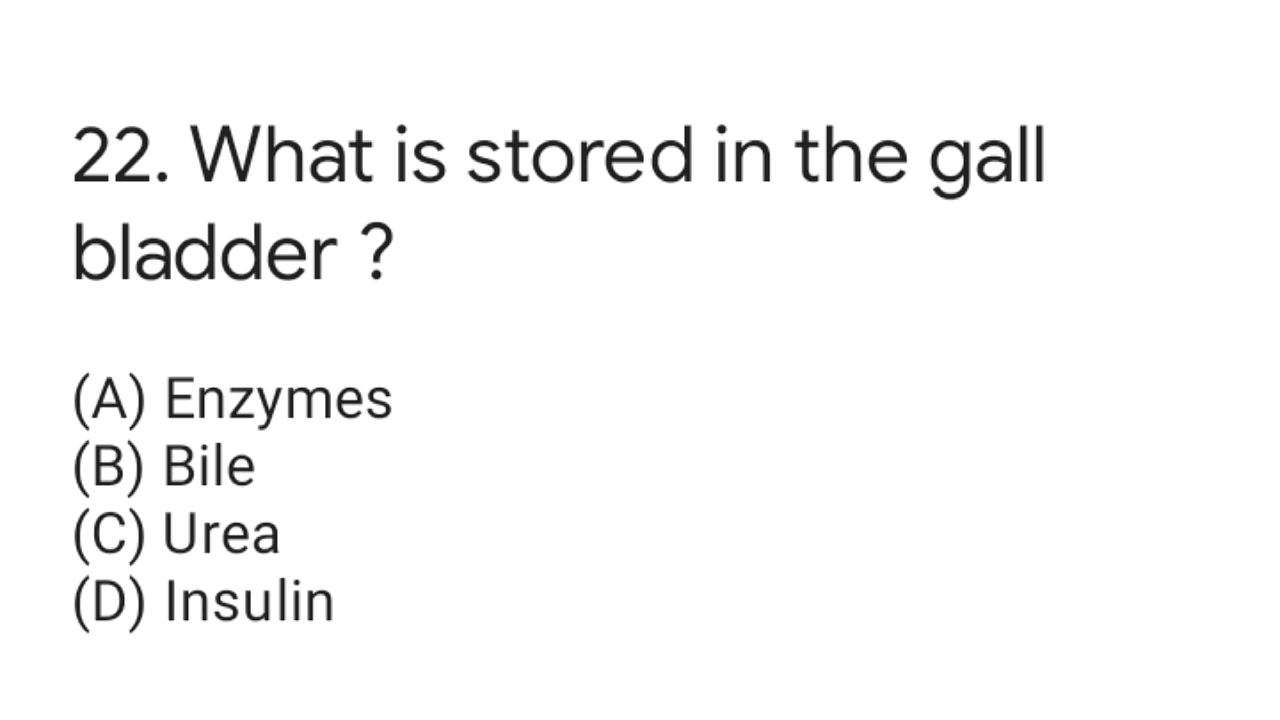 22. What is stored in the gall
bladder ?
(A) Enzymes
(B) Bile
(C) Urea
(D) Insulin